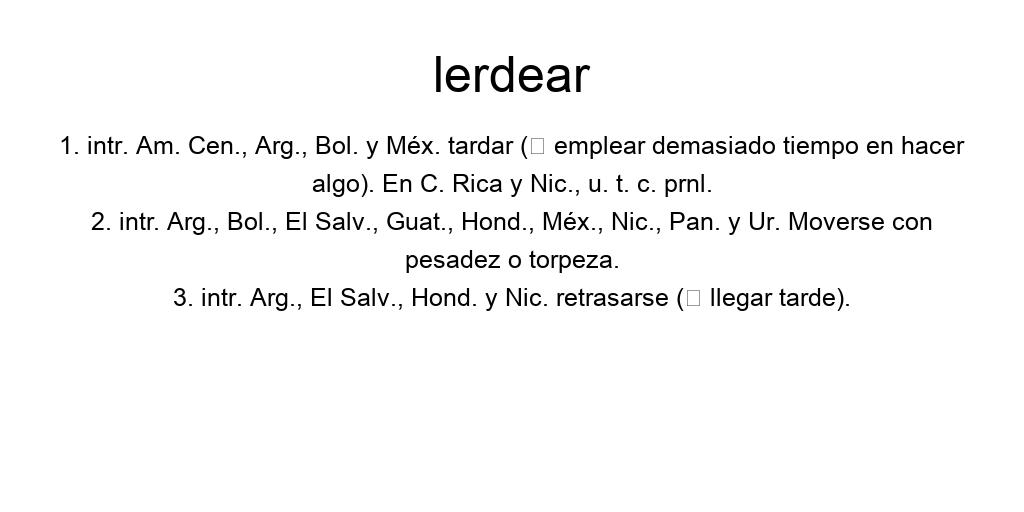 lerdear
1. intr. Am. Cen., Arg., Bol. y Méx. tardar (□ emplear demasiado tiempo en hacer
algo). En C. Rica y Nic., u. t. c. prnl.
2. intr. Arg., Bol., El Salv., Guat., Hond., Méx., Nic., Pan. y Ur. Moverse con
pesadez o torpeza.
3. intr. Arg., El Salv., Hond. y Nic. retrasarse (□ llegar tarde).